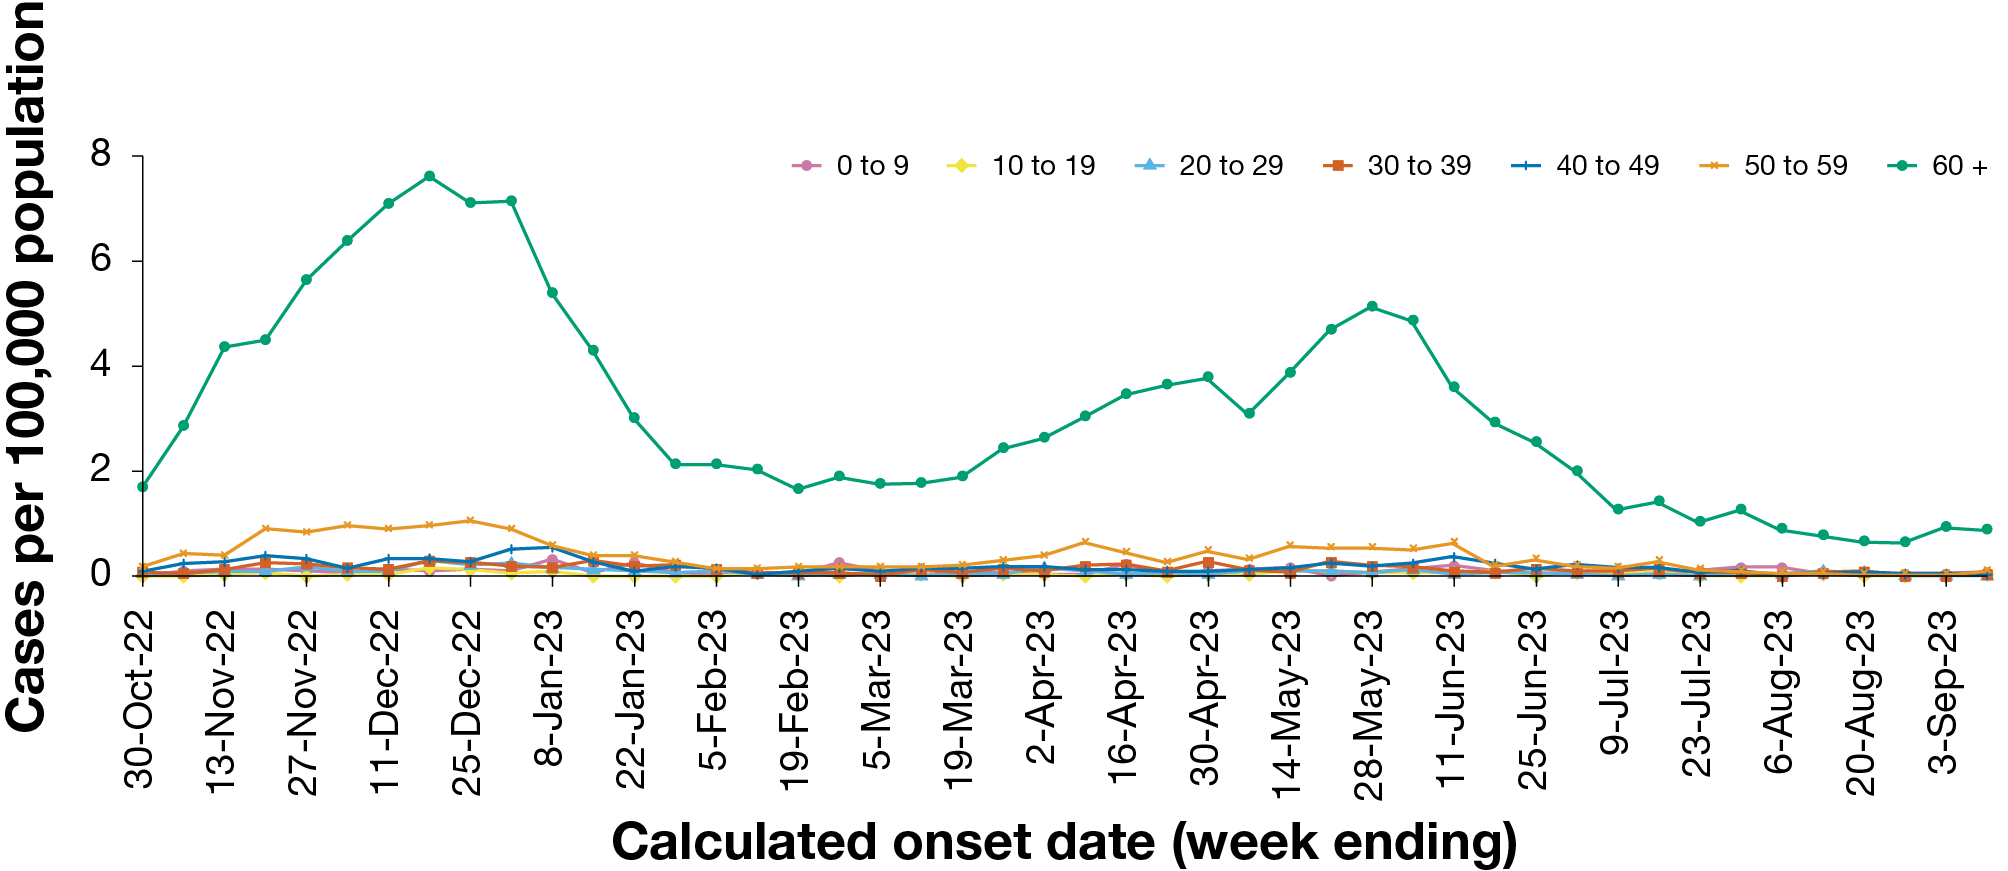 Cases per 100,000 population
8
6
4
2
0
0 to 9
10 to 19
20 to 29
30 to 39
40 to 49
50 to 59
60 +
30-Oct-22
13-Nov-22
27-Nov-22
11-Dec-22
25-Dec-22
8-Jan-23
22-Jan-23
5-Feb-23
19-Feb-23
5-Mar-23
19-Mar-23
2-Apr-23
16-Apr-23
30-Apr-23
14-May-23
28-May-23
11-Jun-23
25-Jun-23
9-Jul-23
23-Jul-23
6-Aug-23
20-Aug-23
3-Sep-23
Calculated onset date (week ending)